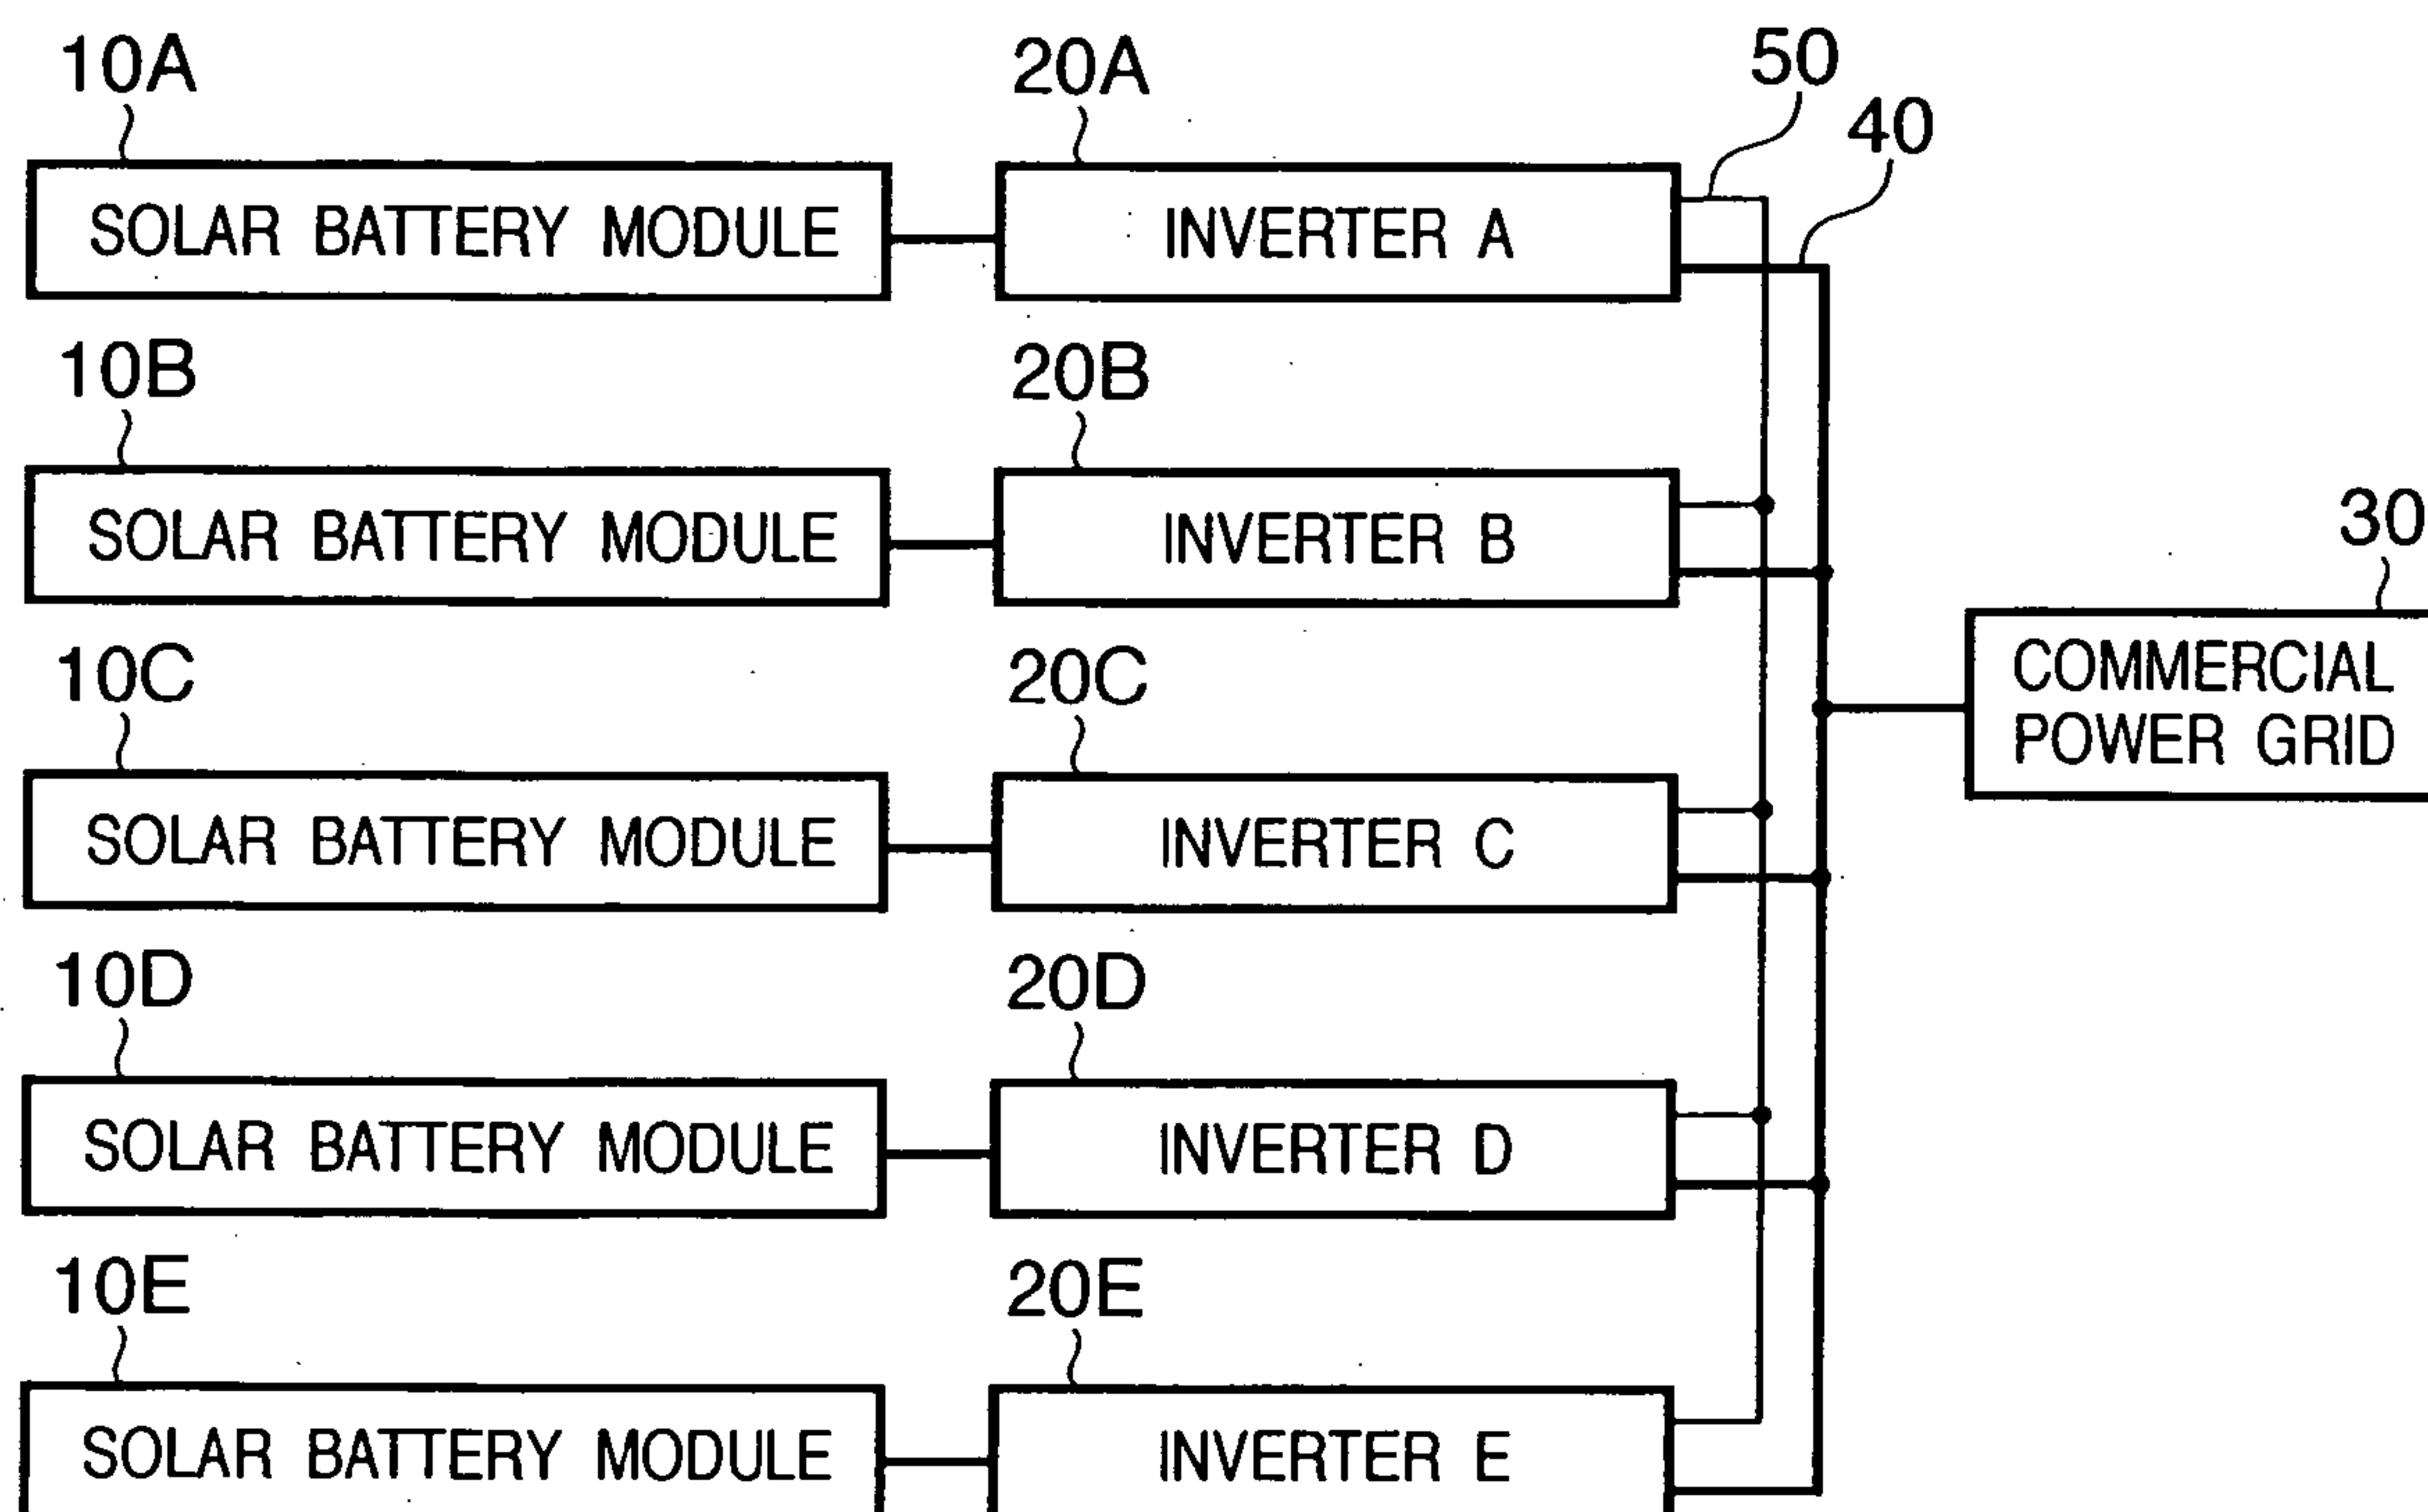 10A 20A 50
40
SOLAR BATTERY MODULE INVERTER A
10B 20B
SOLAR BATTERY MODULE INVERTER B
30
10C 20C
COMMERCIAL
POWER GRID
SOLAR BATTERY MODULE INVERTER C
10D 20D
SOLAR BATTERY MODULE INVERTER D
10E 20E
SOLAR BATTERY MODULE INVERTER E